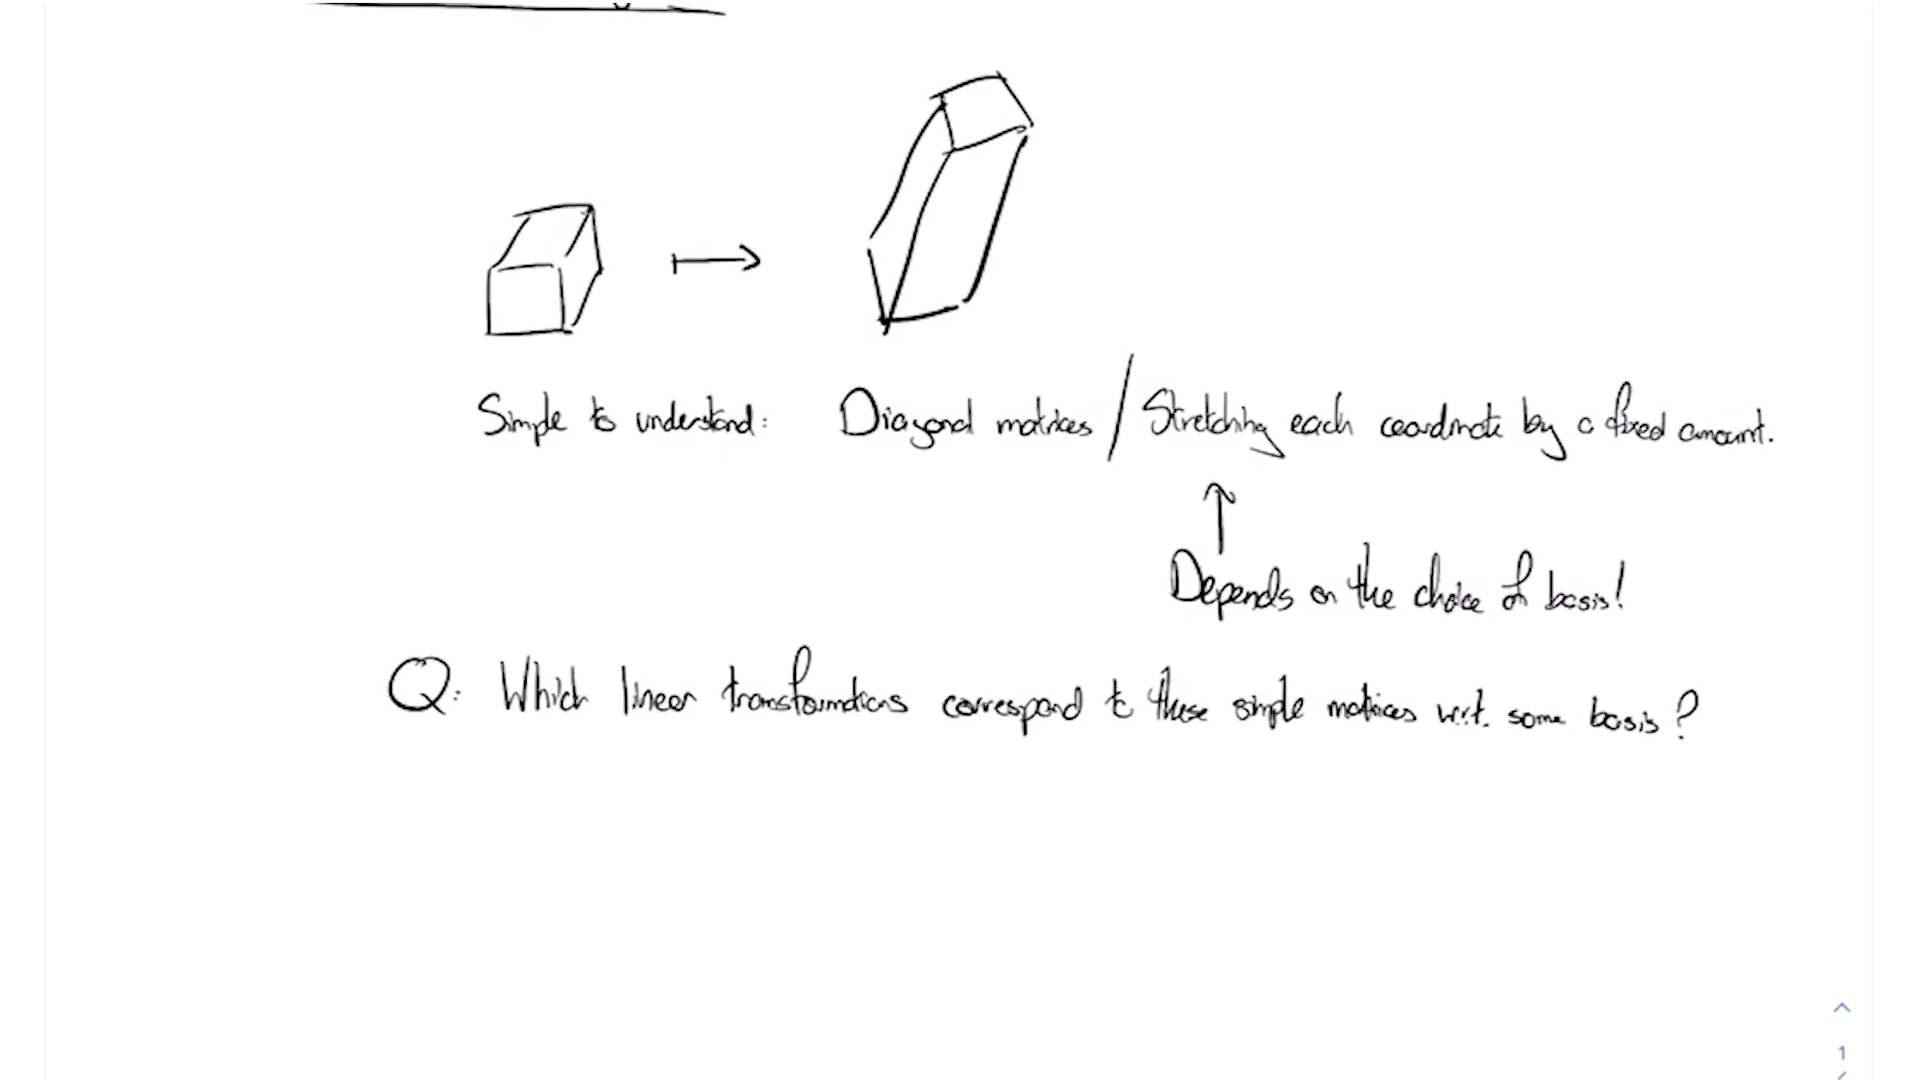 Simple to understand: Diagonal matrices / Stretching each coordinate by a fixed amount.
Depends on the choice of basis!
Q: Which linear transformations correspond to these simple matrices w.r.t. some basis?
1